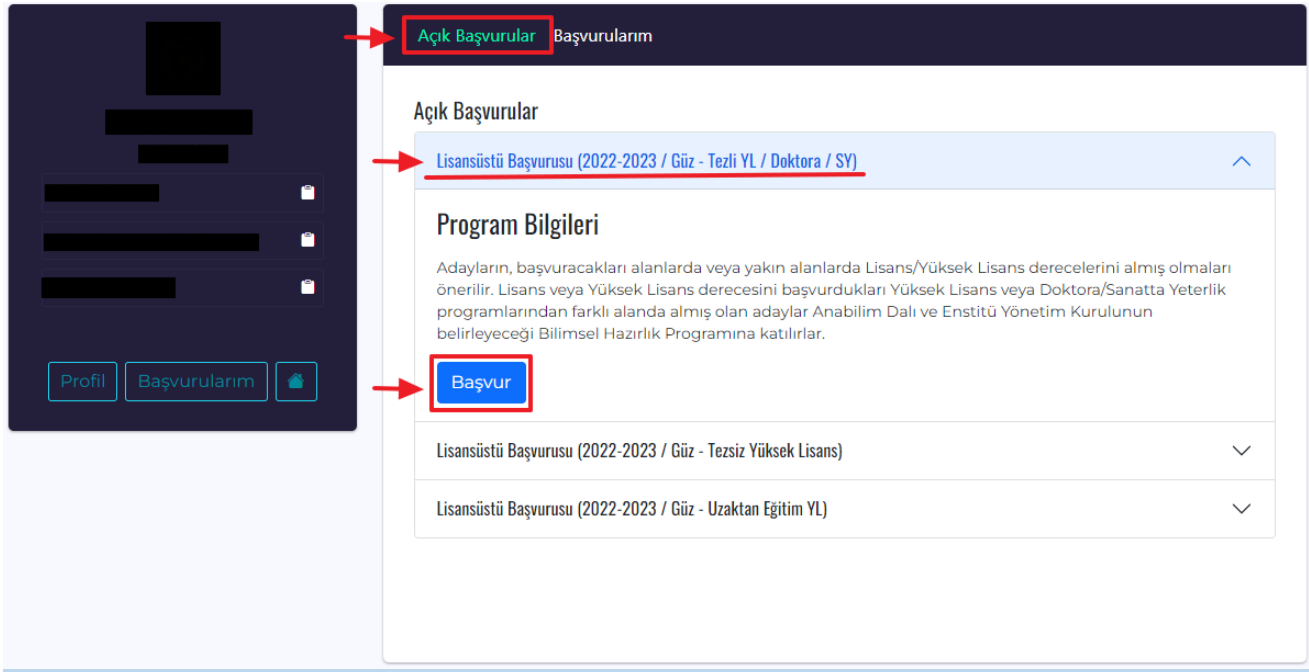 Açık Başvurular Başvurularım
Profil Başvurularım
Açık Başvurular
Lisansüstü Başvurusu (2022-2023 / Güz - Tezli YL / Doktora / SY)
Program Bilgileri
Adayların, başvuracakları alanlarda veya yakın alanlarda Lisans/Yüksek Lisans derecelerini almış olmaları
önerilir. Lisans veya Yüksek Lisans derecesini başvurdukları Yüksek Lisans veya Doktora/Sanatta Yeterlik
programlarından farklı alanda almış olan adaylar Anabilim Dalı ve Enstitü Yönetim Kurulunun
belirleyeceği Bilimsel Hazırlık Programına katılırlar.
Başvur
Lisansüstü Başvurusu (2022-2023 / Güz - Tezsiz Yüksek Lisans)
Lisansüstü Başvurusu (2022-2023 / Güz - Uzaktan Eğitim YL)